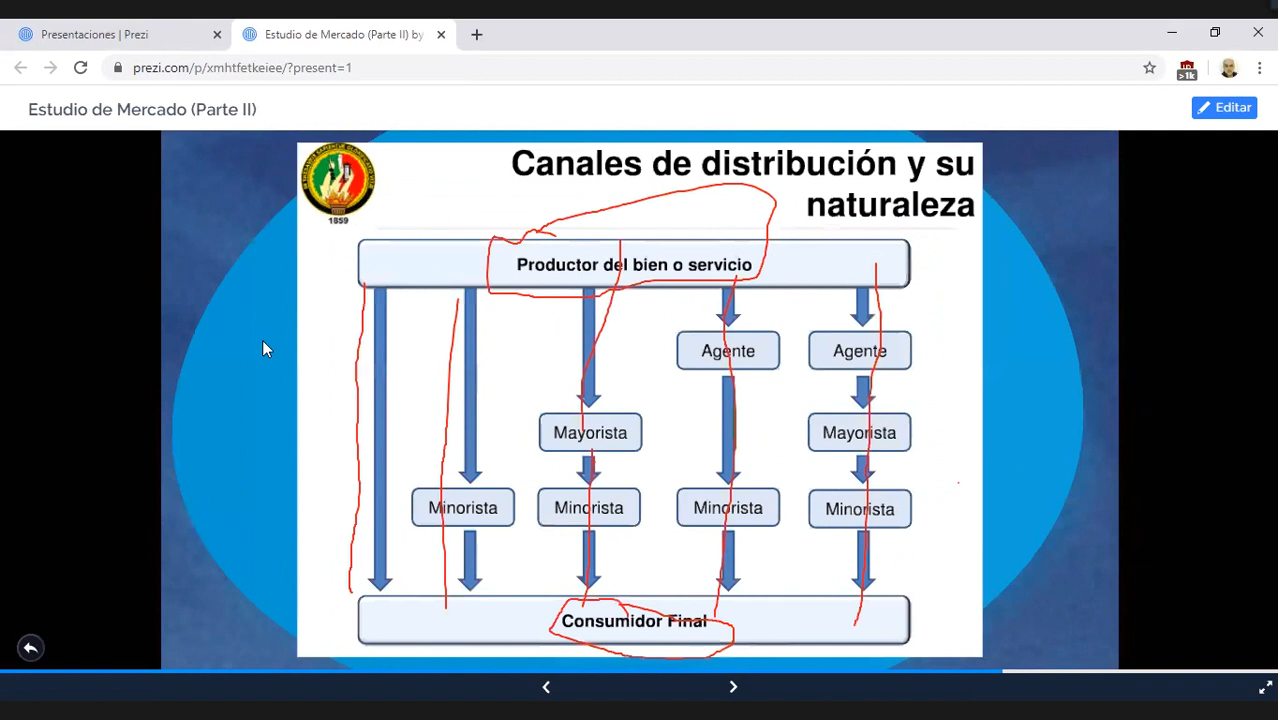 Presentaciones | Prezi
Estudio de Mercado (Parte II) by
prezi.com/p/xmhtfetkeiee/?present=1
>1k
Estudio de Mercado (Parte II)
Editar
1859
Canales de distribución y su
naturaleza
Productor del bien o servicio
Agente
Agente
Mayorista
Mayorista
Minorista
Minorista
Minorista
Minorista
Consumidor Final